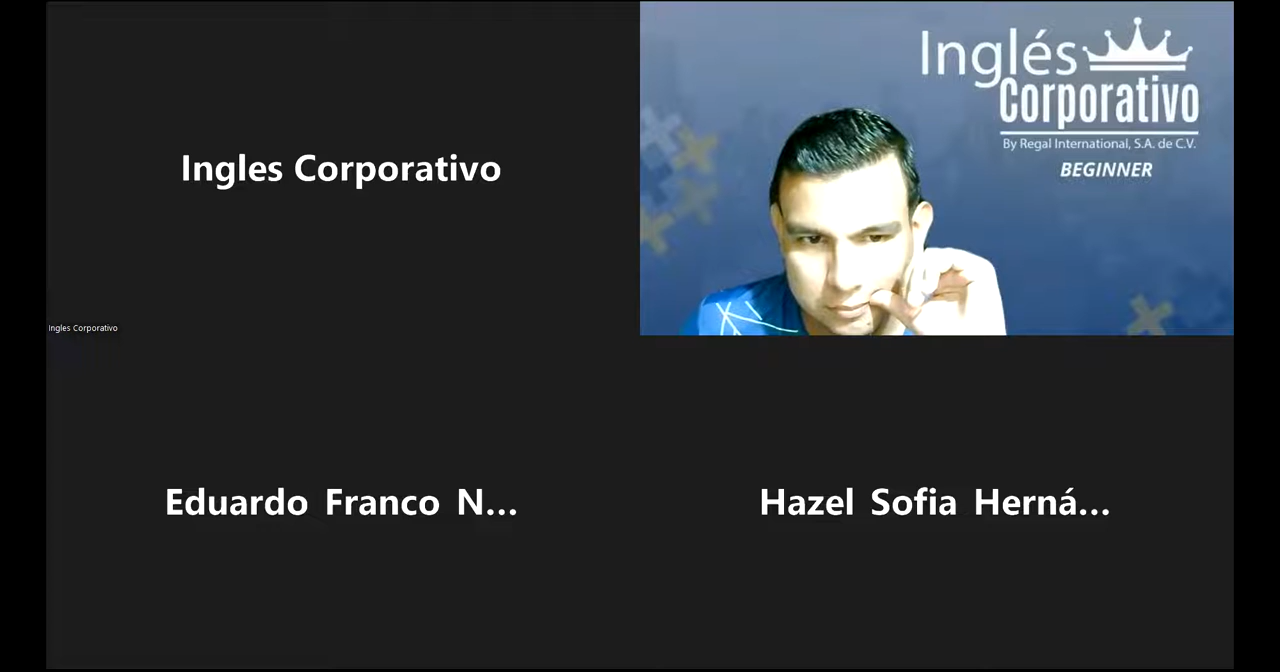 Ingles Corporativo
Ingles Corporativo
Inglés
Corporativo
By Regal International, S.A. de C.V.
BEGINNER
Eduardo Franco N...
Hazel Sofia Herná...